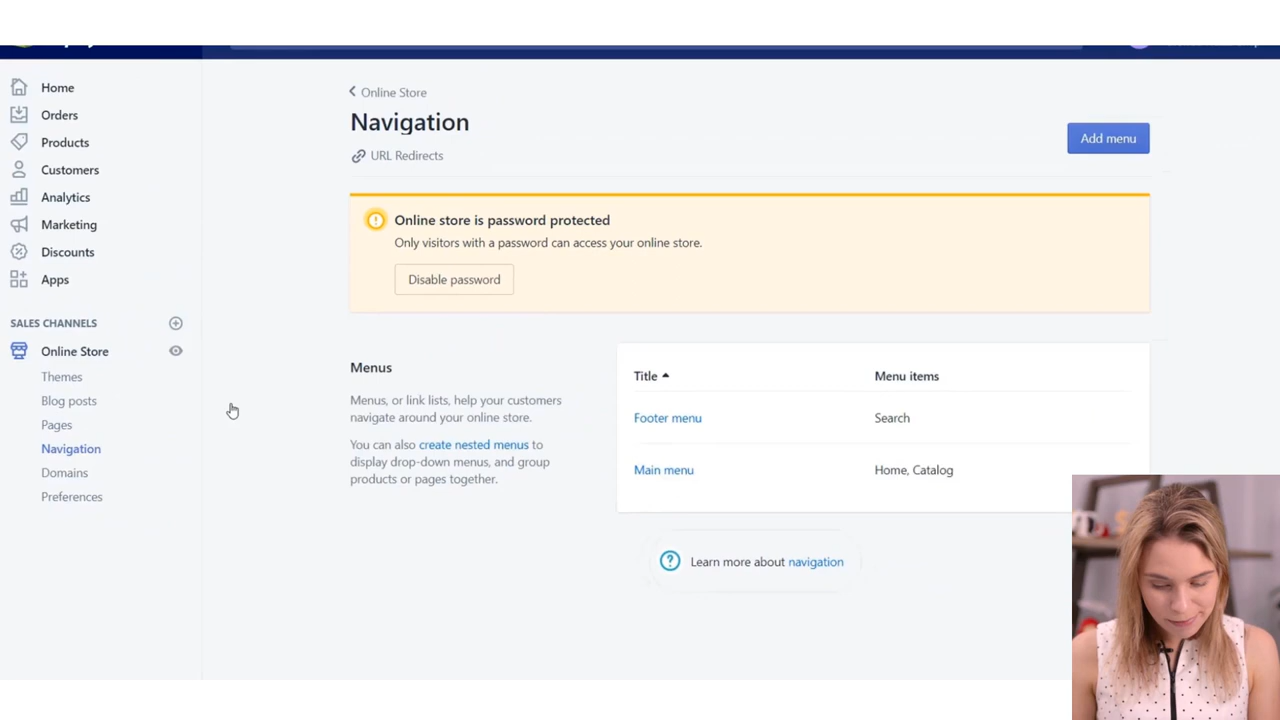 Home
Orders
Products
Customers
Analytics
Marketing
Discounts
Apps
SALES CHANNELS
Online Store
Themes
Blog posts
Pages
Navigation
Domains
Preferences
Online Store
Navigation
URL Redirects
Add menu
Online store is password protected
Only visitors with a password can access your online store.
Disable password
Menus
Menus, or link lists, help your customers
navigate around your online store.
You can also create nested menus to
display drop-down menus, and group
products or pages together.
Title Menu items
Footer menu Search
Main menu Home, Catalog
Learn more about navigation